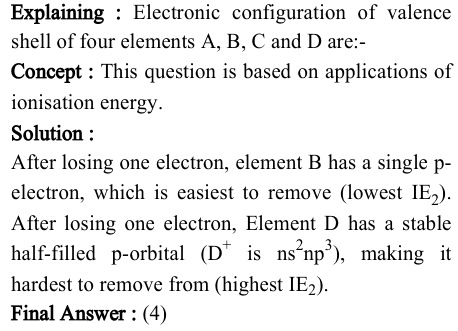 Explaining : Electronic configuration of valence
shell of four elements A, B, C and D are:-
Concept : This question is based on applications of
ionisation energy.
Solution :
After losing one electron, element B has a single p-
electron, which is easiest to remove (lowest IE₂).
After losing one electron, Element D has a stable
half-filled p-orbital (D⁺ is ns²np³), making it
hardest to remove from (highest IE₂).
Final Answer : (4)